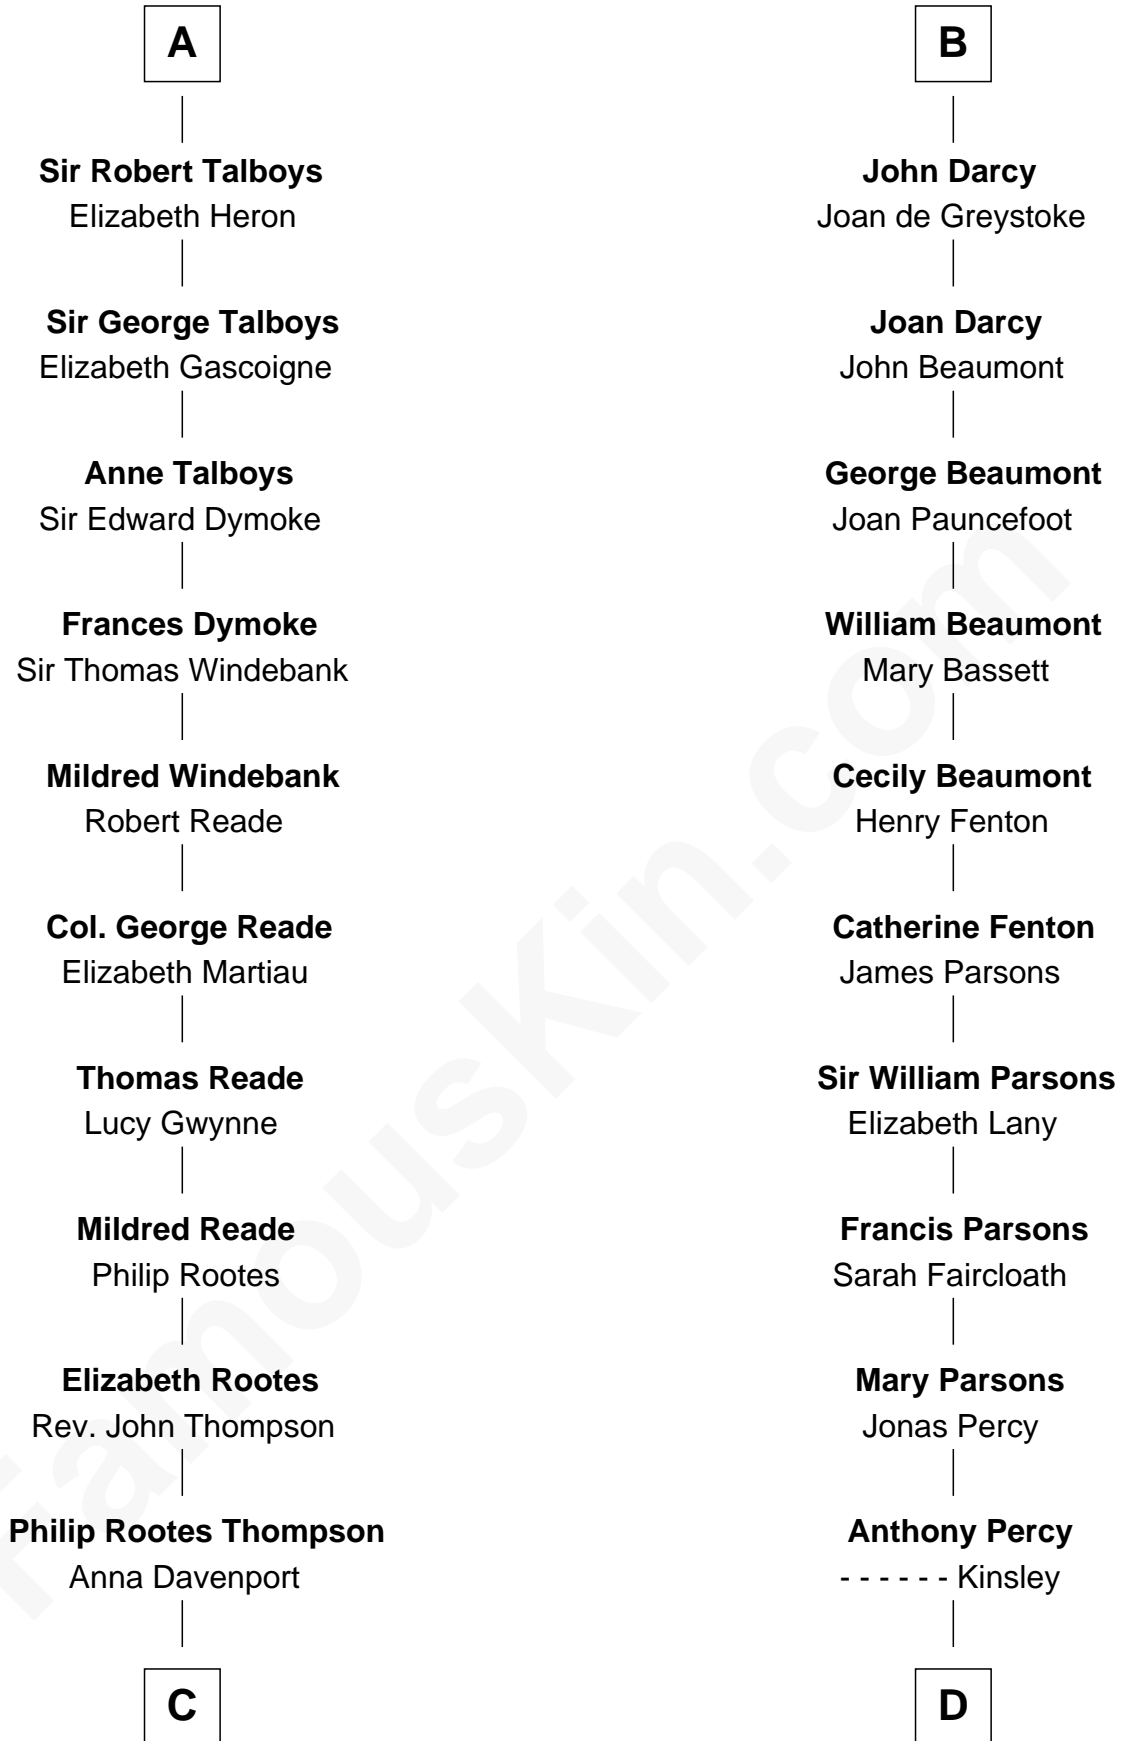 A
Sir Robert Talboys
Elizabeth Heron
Sir George Talboys
Elizabeth Gascoigne
Anne Talboys
Sir Edward Dymoke
Frances Dymoke
Sir Thomas Windebank
Mildred Windebank
Robert Reade
Col. George Reade
Elizabeth Martiau
Thomas Reade
Lucy Gwynne
Mildred Reade
Philip Rootes
Elizabeth Rootes
Rev. John Thompson
Philip Rootes Thompson
Anna Davenport
C
B
John Darcy
Joan de Greystoke
Joan Darcy
John Beaumont
George Beaumont
Joan Pauncefoot
William Beaumont
Mary Bassett
Cecily Beaumont
Henry Fenton
Catherine Fenton
James Parsons
Sir William Parsons
Elizabeth Lany
Francis Parsons
Sarah Faircloath
Mary Parsons
Jonas Percy
Anthony Percy
- - - - - - Kinsley
D
FamousKin.com